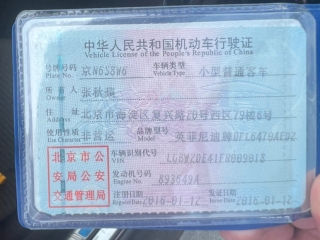 中华人民共和国机动车行驶证
Vehicle License of the People's Republic of China
号牌号码 京N6S8W6 车辆类型 小型普通客车
Plate No. Vehicle Type
所有人 张秋
Owner
住址 北京市海淀区复兴路20号西区79楼6号
Address
使用性质 非营运 品牌型号 英菲尼迪牌
Use Character Model
北京市公 车辆识别代号
安局公安 VIN
交通管理局 发动机号码 893649A
Engine No.
注册日期 2016-01-12 发证日期 2016-01-12
Register Date Issue Date